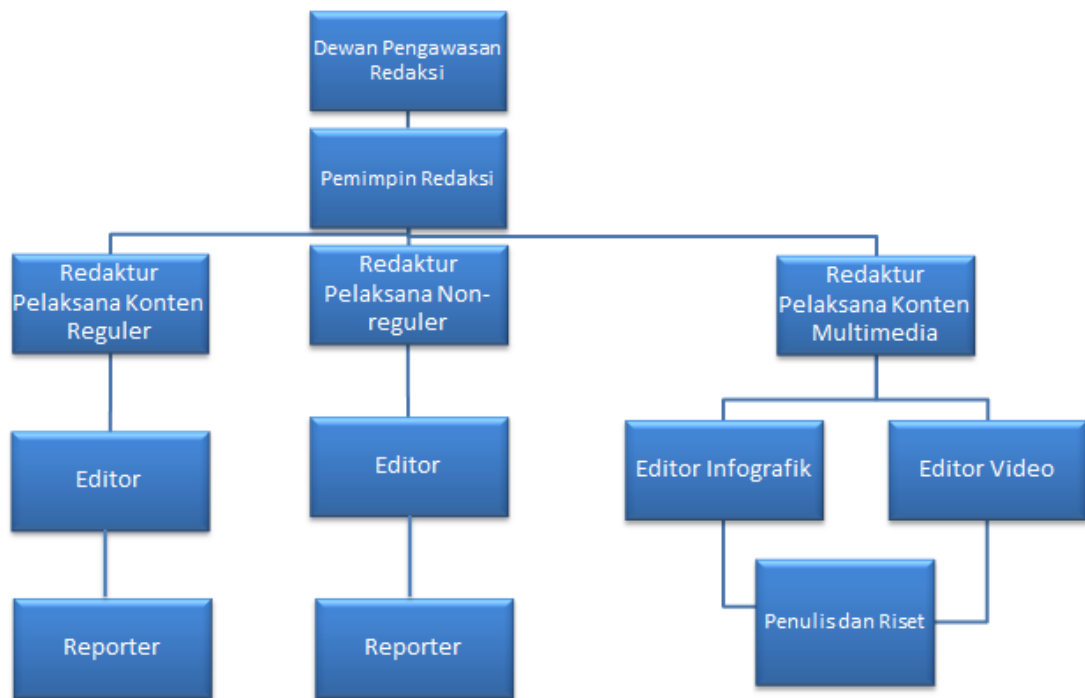 Dewan Pengawasan
Redaksi
Pemimpin Redaksi
Redaktur
Pelaksana Konten
Reguler
Redaktur
Pelaksana Non-
reguler
Redaktur
Pelaksana Konten
Multimedia
Editor
Editor
Editor Infografik
Editor Video
Reporter
Reporter
Penulis dan Riset